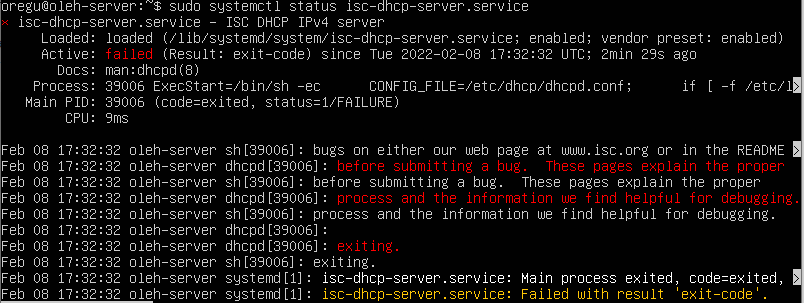 oregu@oleh-server:~$ sudo systemctl status isc-dhcp-server.service
× isc-dhcp-server.service - ISC DHCP IPv4 server
Loaded: loaded (/lib/systemd/system/isc-dhcp-server.service; enabled; vendor preset: enabled)
Active: failed (Result: exit-code) since Tue 2022-02-08 17:32:32 UTC; 2min 29s ago
Docs: man:dhcpd(8)
Process: 39006 ExecStart=/bin/sh -ec CONFIG_FILE=/etc/dhcp/dhcpd.conf; if [ -f /etc/l>
Main PID: 39006 (code=exited, status=1/FAILURE)
CPU: 9ms
Feb 08 17:32:32 oleh-server sh[39006]: bugs on either our web page at www.isc.org or in the README >
Feb 08 17:32:32 oleh-server dhcpd[39006]: before submitting a bug. These pages explain the proper
Feb 08 17:32:32 oleh-server sh[39006]: before submitting a bug. These pages explain the proper
Feb 08 17:32:32 oleh-server dhcpd[39006]: process and the information we find helpful for debugging.
Feb 08 17:32:32 oleh-server sh[39006]: process and the information we find helpful for debugging.
Feb 08 17:32:32 oleh-server dhcpd[39006]:
Feb 08 17:32:32 oleh-server dhcpd[39006]: exiting.
Feb 08 17:32:32 oleh-server sh[39006]: exiting.
Feb 08 17:32:32 oleh-server systemd[1]: isc-dhcp-server.service: Main process exited, code=exited, >
Feb 08 17:32:32 oleh-server systemd[1]: isc-dhcp-server.service: Failed with result 'exit-code'.